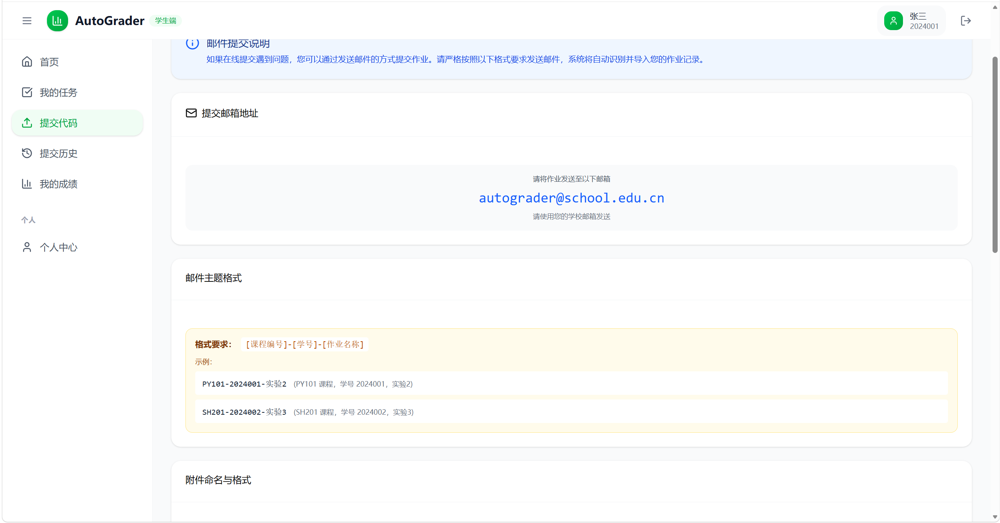 AutoGrader 学生端
张三
2024001
首页
我的任务
提交代码
提交历史
我的成绩
个人
个人中心
邮件提交说明
如果在线提交遇到问题，您可以通过发送邮件的方式提交作业。请严格按照以下格式要求发送邮件，系统将自动识别并导入您的作业记录。
提交邮箱地址
请将作业发送至以下邮箱
autograder@school.edu.cn
请使用您的学校邮箱发送
邮件主题格式
格式要求： [课程编号]-[学号]-[作业名称]
示例：
PY101-2024001-实验2 (PY101 课程，学号 2024001，实验2)
SH201-2024002-实验3 (SH201 课程，学号 2024002，实验3)
附件命名与格式